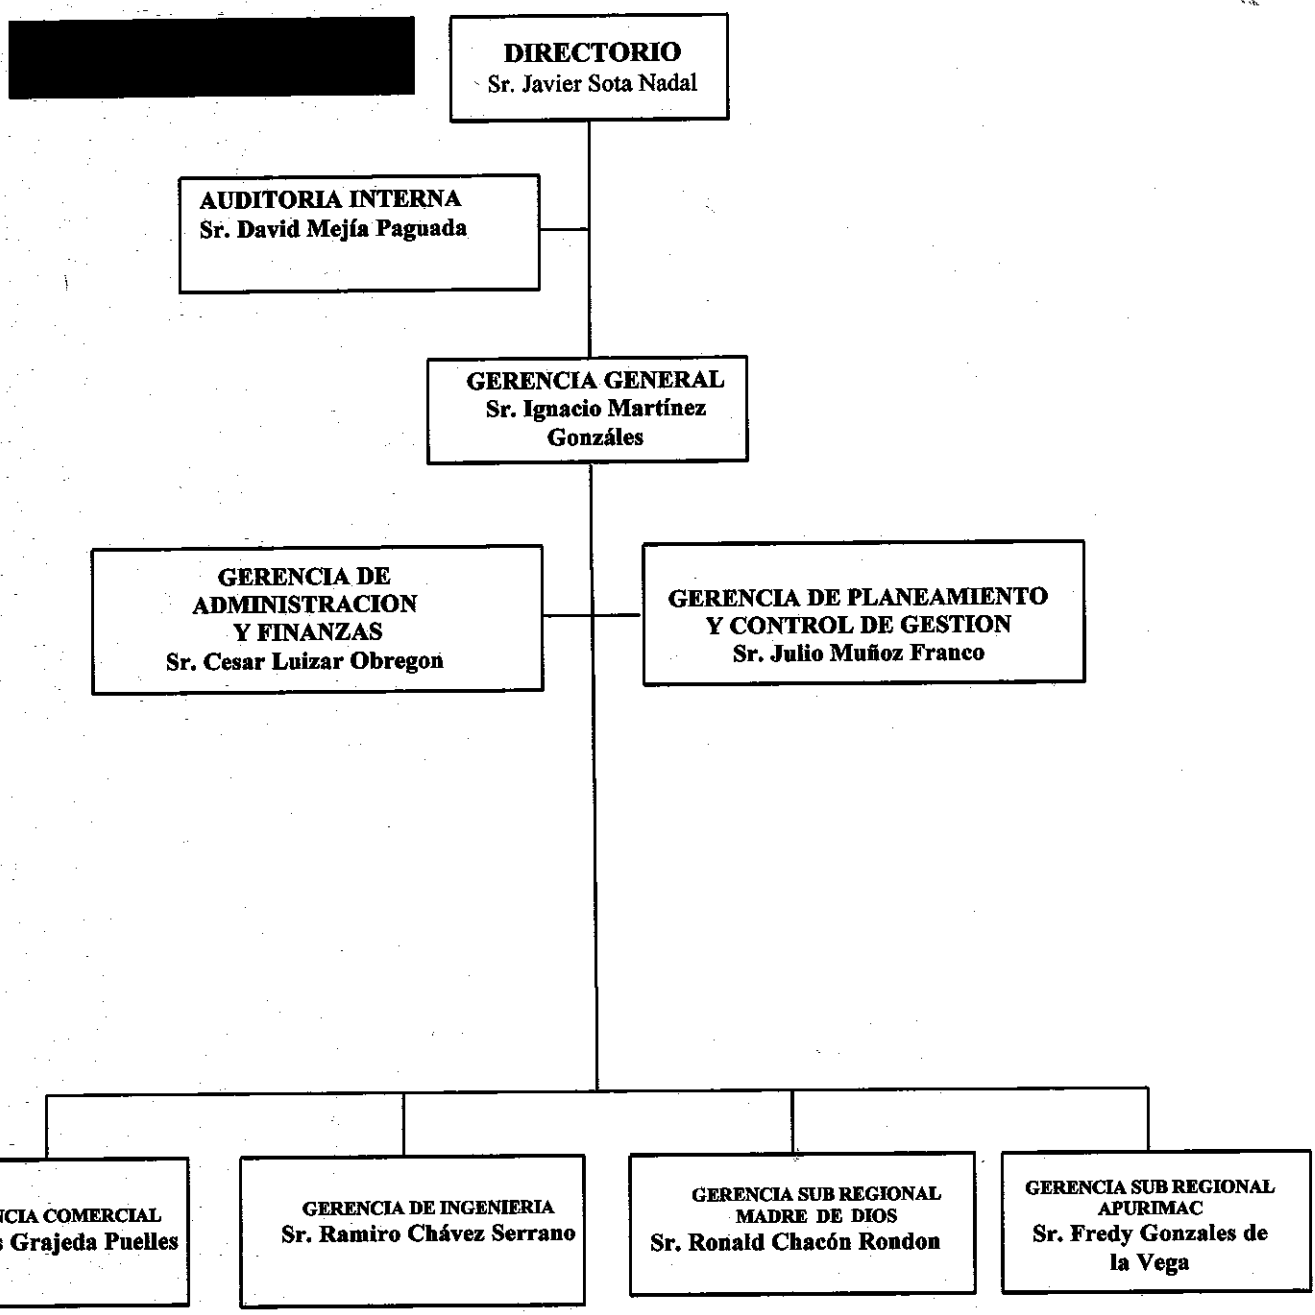 DIRECTORIO
Sr. Javier Sota Nadal
AUDITORIA INTERNA
Sr. David Mejía Paguada
GERENCIA GENERAL
Sr. Ignacio Martínez
Gonzáles
GERENCIA DE
ADMINISTRACION
Y FINANZAS
Sr. Cesar Luizar Obregon
GERENCIA DE PLANEAMIENTO
Y CONTROL DE GESTION
Sr. Julio Muñoz Franco
NCIA COMERCIAL
s Grajeda Puelles
GERENCIA DE INGENIERIA
Sr. Ramiro Chávez Serrano
GERENCIA SUB REGIONAL
MADRE DE DIOS
Sr. Ronald Chacón Rondon
GERENCIA SUB REGIONAL
APURIMAC
Sr. Fredy Gonzales de
la Vega